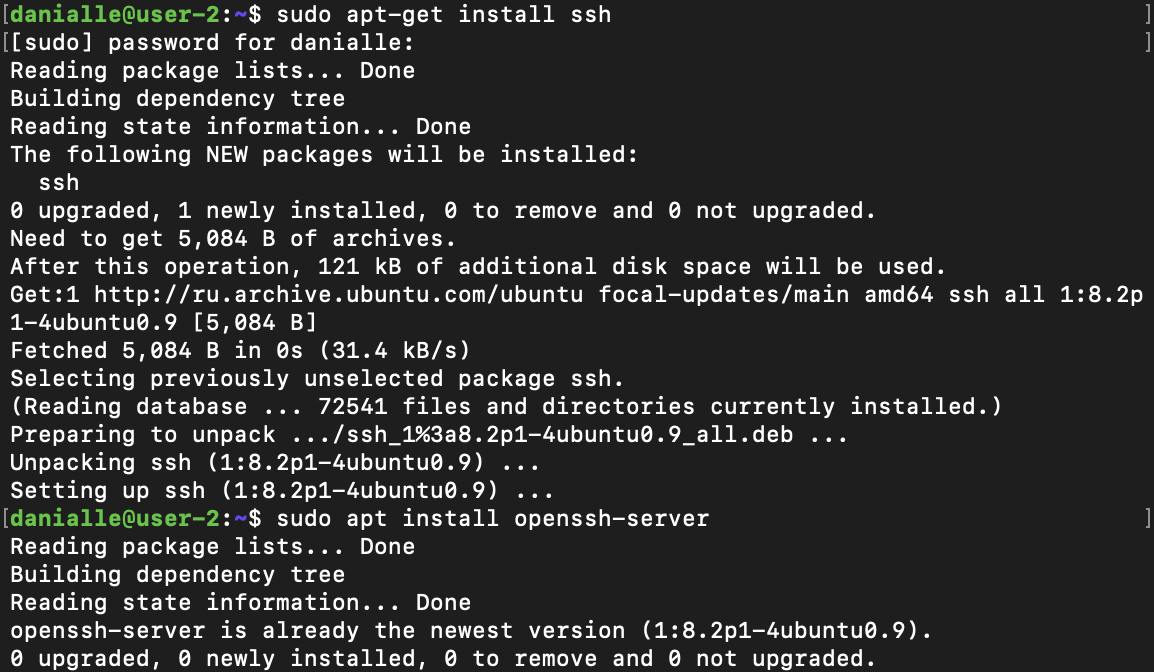 [danialle@user-2:~$ sudo apt-get install ssh ]
[[sudo] password for danialle: ]
Reading package lists... Done
Building dependency tree
Reading state information... Done
The following NEW packages will be installed:
  ssh
0 upgraded, 1 newly installed, 0 to remove and 0 not upgraded.
Need to get 5,084 B of archives.
After this operation, 121 kB of additional disk space will be used.
Get:1 http://ru.archive.ubuntu.com/ubuntu focal-updates/main amd64 ssh all 1:8.2p
1-4ubuntu0.9 [5,084 B]
Fetched 5,084 B in 0s (31.4 kB/s)
Selecting previously unselected package ssh.
(Reading database ... 72541 files and directories currently installed.)
Preparing to unpack .../ssh_1%3a8.2p1-4ubuntu0.9_all.deb ...
Unpacking ssh (1:8.2p1-4ubuntu0.9) ...
Setting up ssh (1:8.2p1-4ubuntu0.9) ...
[danialle@user-2:~$ sudo apt install openssh-server ]
Reading package lists... Done
Building dependency tree
Reading state information... Done
openssh-server is already the newest version (1:8.2p1-4ubuntu0.9).
0 upgraded, 0 newly installed, 0 to remove and 0 not upgraded.